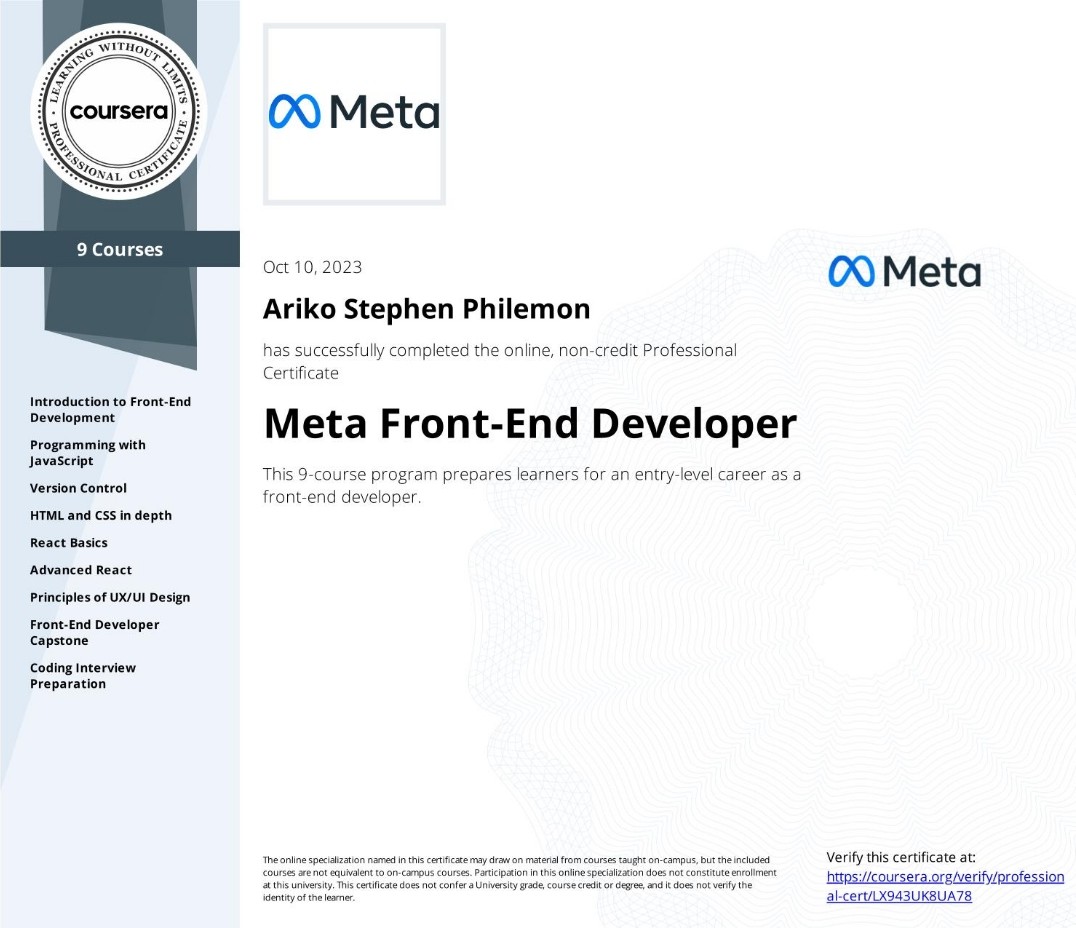 LEARNING WITHOUT LIMITS
coursera
PROFESSIONAL CERTIFICATE
9 Courses
Introduction to Front-End
Development
Programming with
JavaScript
Version Control
HTML and CSS in depth
React Basics
Advanced React
Principles of UX/UI Design
Front-End Developer
Capstone
Coding Interview
Preparation
Meta
Oct 10, 2023
Ariko Stephen Philemon
has successfully completed the online, non-credit Professional
Certificate
Meta Front-End Developer
This 9-course program prepares learners for an entry-level career as a
front-end developer.
Meta
The online specialization named in this certificate may draw on material from courses taught on-campus, but the included
courses are not equivalent to on-campus courses. Participation in this online specialization does not constitute enrollment
at this university. This certificate does not confer a University grade, course credit or degree, and it does not verify the
identity of the learner.
Verify this certificate at:
https://coursera.org/verify/profession
al-cert/LX943UK8UA78